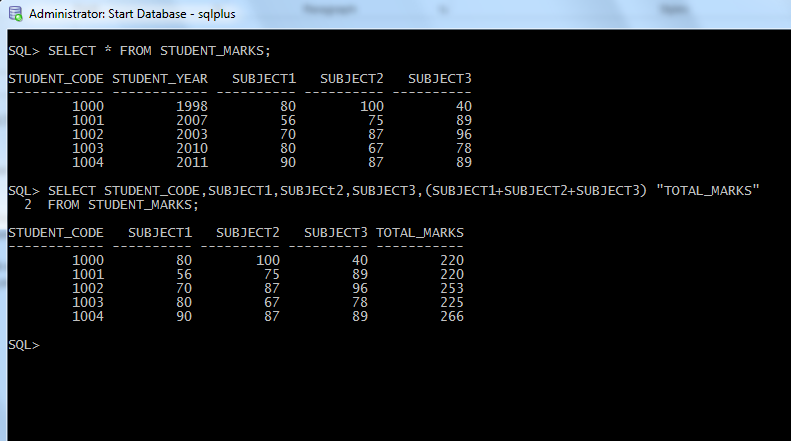 Administrator: Start Database - sqlplus
SQL> SELECT * FROM STUDENT_MARKS;
STUDENT_CODE STUDENT_YEAR   SUBJECT1   SUBJECT2   SUBJECT3
------------ ------------ ---------- ---------- ----------
        1000         1998         80        100         40
        1001         2007         56         75         89
        1002         2003         70         87         96
        1003         2010         80         67         78
        1004         2011         90         87         89
SQL> SELECT STUDENT_CODE,SUBJECT1,SUBJECt2,SUBJECT3,(SUBJECT1+SUBJECT2+SUBJECT3) "TOTAL_MARKS"
  2  FROM STUDENT_MARKS;
STUDENT_CODE   SUBJECT1   SUBJECT2   SUBJECT3 TOTAL_MARKS
------------ ---------- ---------- ---------- -----------
        1000         80        100         40         220
        1001         56         75         89         220
        1002         70         87         96         253
        1003         80         67         78         225
        1004         90         87         89         266
SQL>